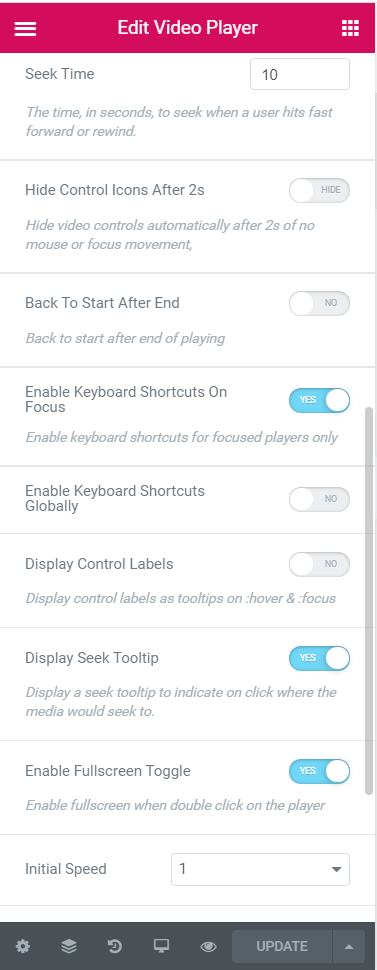 Edit Video Player
Seek Time
10
The time, in seconds, to seek when a user hits fast
forward or rewind.
Hide Control Icons After 2s
HIDE
Hide video controls automatically after 2s of no
mouse or focus movement,
Back To Start After End
NO
Back to start after end of playing
Enable Keyboard Shortcuts On
Focus
YES
Enable keyboard shortcuts for focused players only
Enable Keyboard Shortcuts
Globally
NO
Display Control Labels
NO
Display control labels as tooltips on :hover & :focus
Display Seek Tooltip
YES
Display a seek tooltip to indicate on click where the
media would seek to.
Enable Fullscreen Toggle
YES
Enable fullscreen when double click on the player
Initial Speed
1
UPDATE